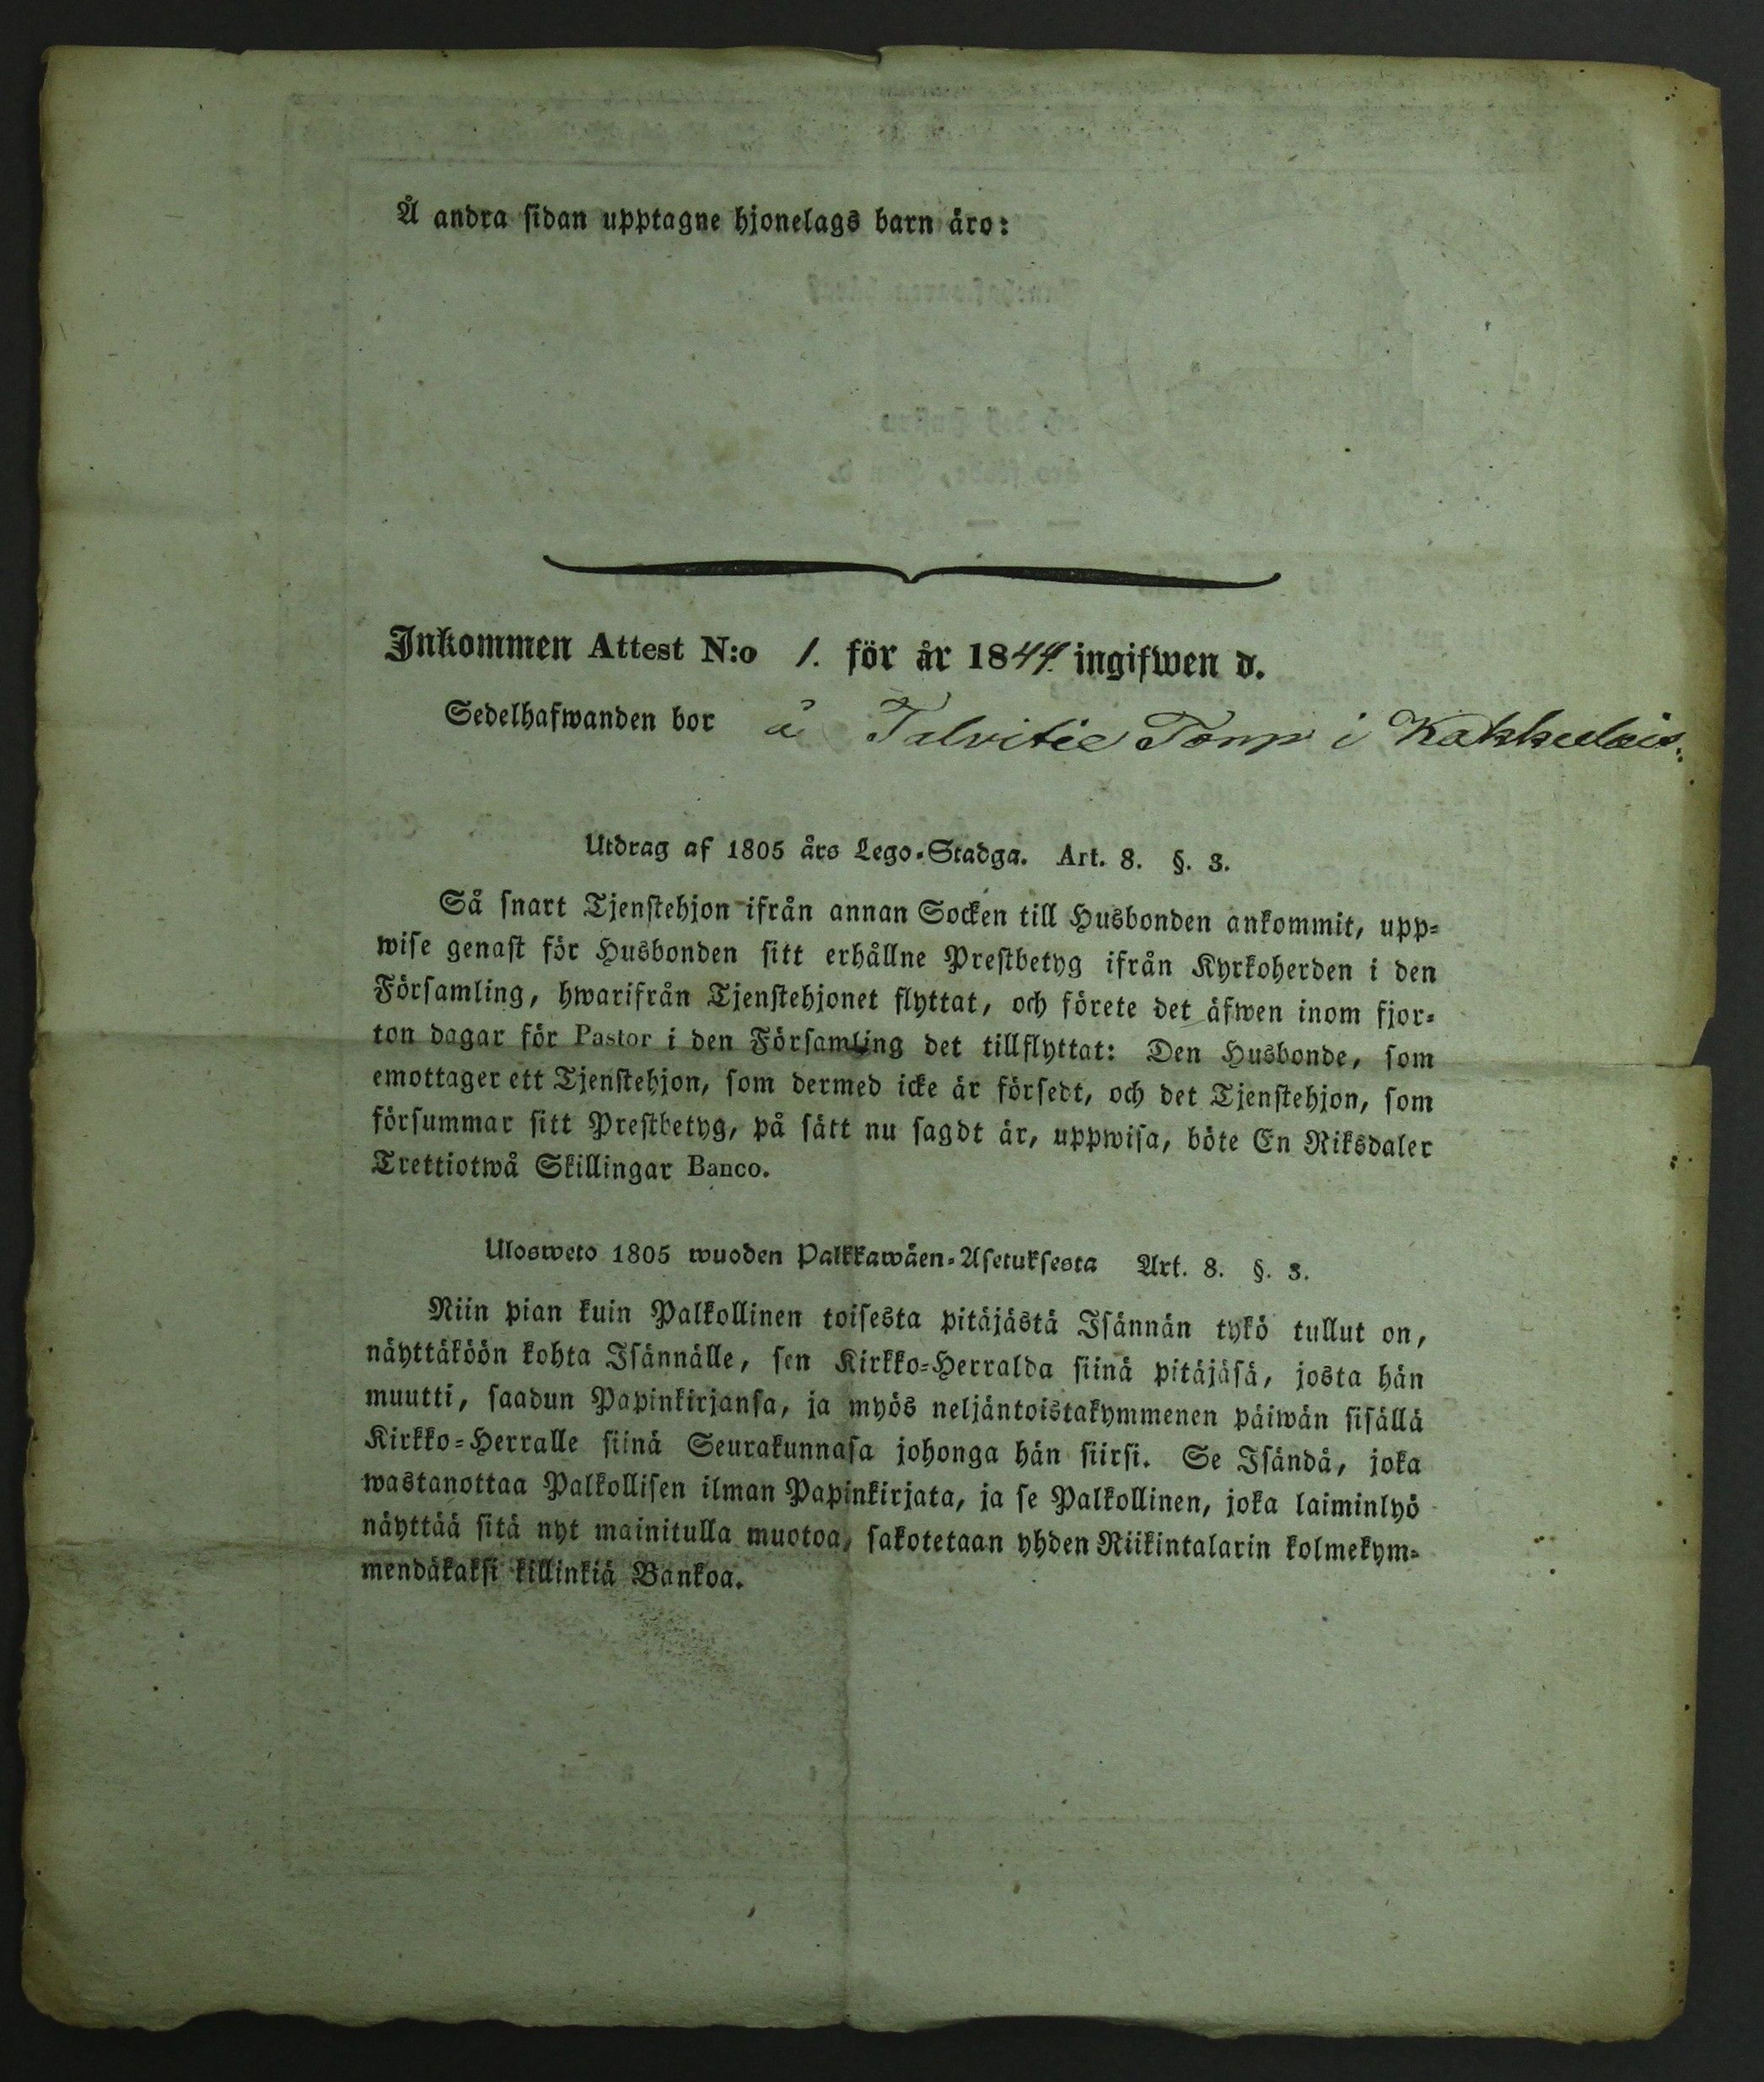 Å andra sidan upptagne hjonelags barn äro:
Inkommen Attest N:o 1. för år 1844. ingifwen d.
Sedelhafwanden bor å Talvitie Torp i Kakkulais.
Utdrag af 1805 års Lego-Stadga. Art. 8. §. 3.
Så snart Tjenstehjon ifrån annan Socken till Husbonden ankommit, upp-
wise genast för Husbonden sitt erhållne Prestbetyg ifrån Kyrkoherden i den
Församling, hwarifrån Tjenstehjonet flyttat, och förete det äfwen inom fjor-
ton dagar för Pastor i den Församling det tillflyttat: Den Husbonde, som
emottager ett Tjenstehjon, som dermed icke är försedt, och det Tjenstehjon, som
försummar sitt Prestbetyg, på sätt nu sagdt är, uppwisa, böte En Riksdaler
Trettiotwå Skillingar Banco.
Ulosweto 1805 wuoden Palkkawäen-Asetuksesta Art. 8. §. 3.
Niin pian kuin Palkollinen toisesta pitäjästä Isännän tykö tullut on,
näyttäköön kohta Isännälle, sen Kirkko-Herralda siinä pitäjäsä, josta hän
muutti, saadun Papinkirjansa, ja myös neljäntoistakymmenen päiwän sisällä
Kirkko-Herralle siinä Seurakunnasa johonga hän siirsi. Se Isändä, joka
wastanottaa Palkollisen ilman Papinkirjata, ja se Palkollinen, joka laiminlyö
näyttää sitä nyt mainitulla muotoa, sakotetaan yhden Riikintalarin kolmekym-
mendäkaksi killinkiä Bankoa.